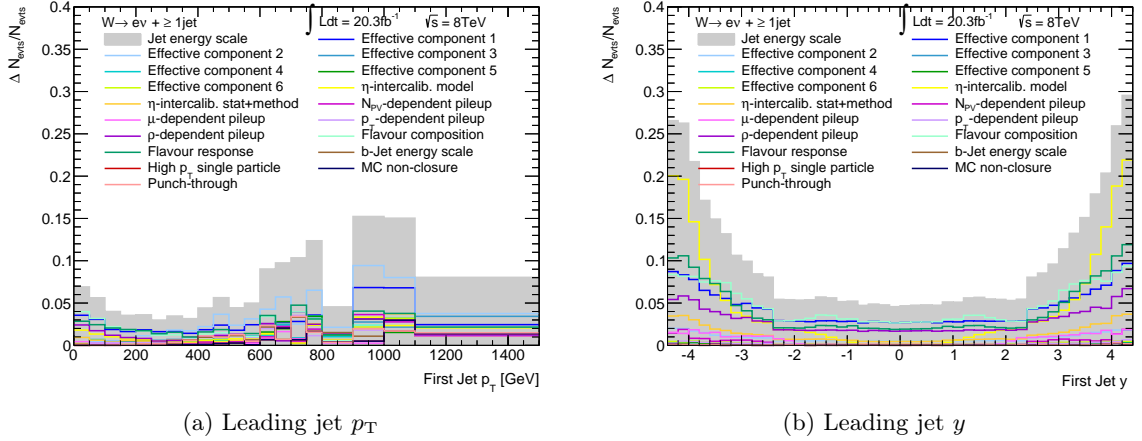 W→ eν + ≥ 1jet ∫ Ldt = 20.3fb⁻¹ √s = 8TeV
Δ N_evts/N_evts
Jet energy scale
Effective component 2 Effective component 1
Effective component 4 Effective component 3
Effective component 6 Effective component 5
η-intercalib. stat+method η-intercalib. model
μ-dependent pileup N_PV-dependent pileup
ρ-dependent pileup p_T-dependent pileup
Flavour response Flavour composition
High p_T single particle b-Jet energy scale
Punch-through MC non-closure
0.4
0.35
0.3
0.25
0.2
0.15
0.1
0.05
0
0 200 400 600 800 1000 1200 1400
First Jet p_T [GeV]
(a) Leading jet p_T
W→ eν + ≥ 1jet ∫ Ldt = 20.3fb⁻¹ √s = 8TeV
Δ N_evts/N_evts
Jet energy scale
Effective component 2 Effective component 1
Effective component 4 Effective component 3
Effective component 6 Effective component 5
η-intercalib. stat+method η-intercalib. model
μ-dependent pileup N_PV-dependent pileup
ρ-dependent pileup p_T-dependent pileup
Flavour response Flavour composition
High p_T single particle b-Jet energy scale
Punch-through MC non-closure
0.4
0.35
0.3
0.25
0.2
0.15
0.1
0.05
0
-4 -3 -2 -1 0 1 2 3 4
First Jet y
(b) Leading jet y